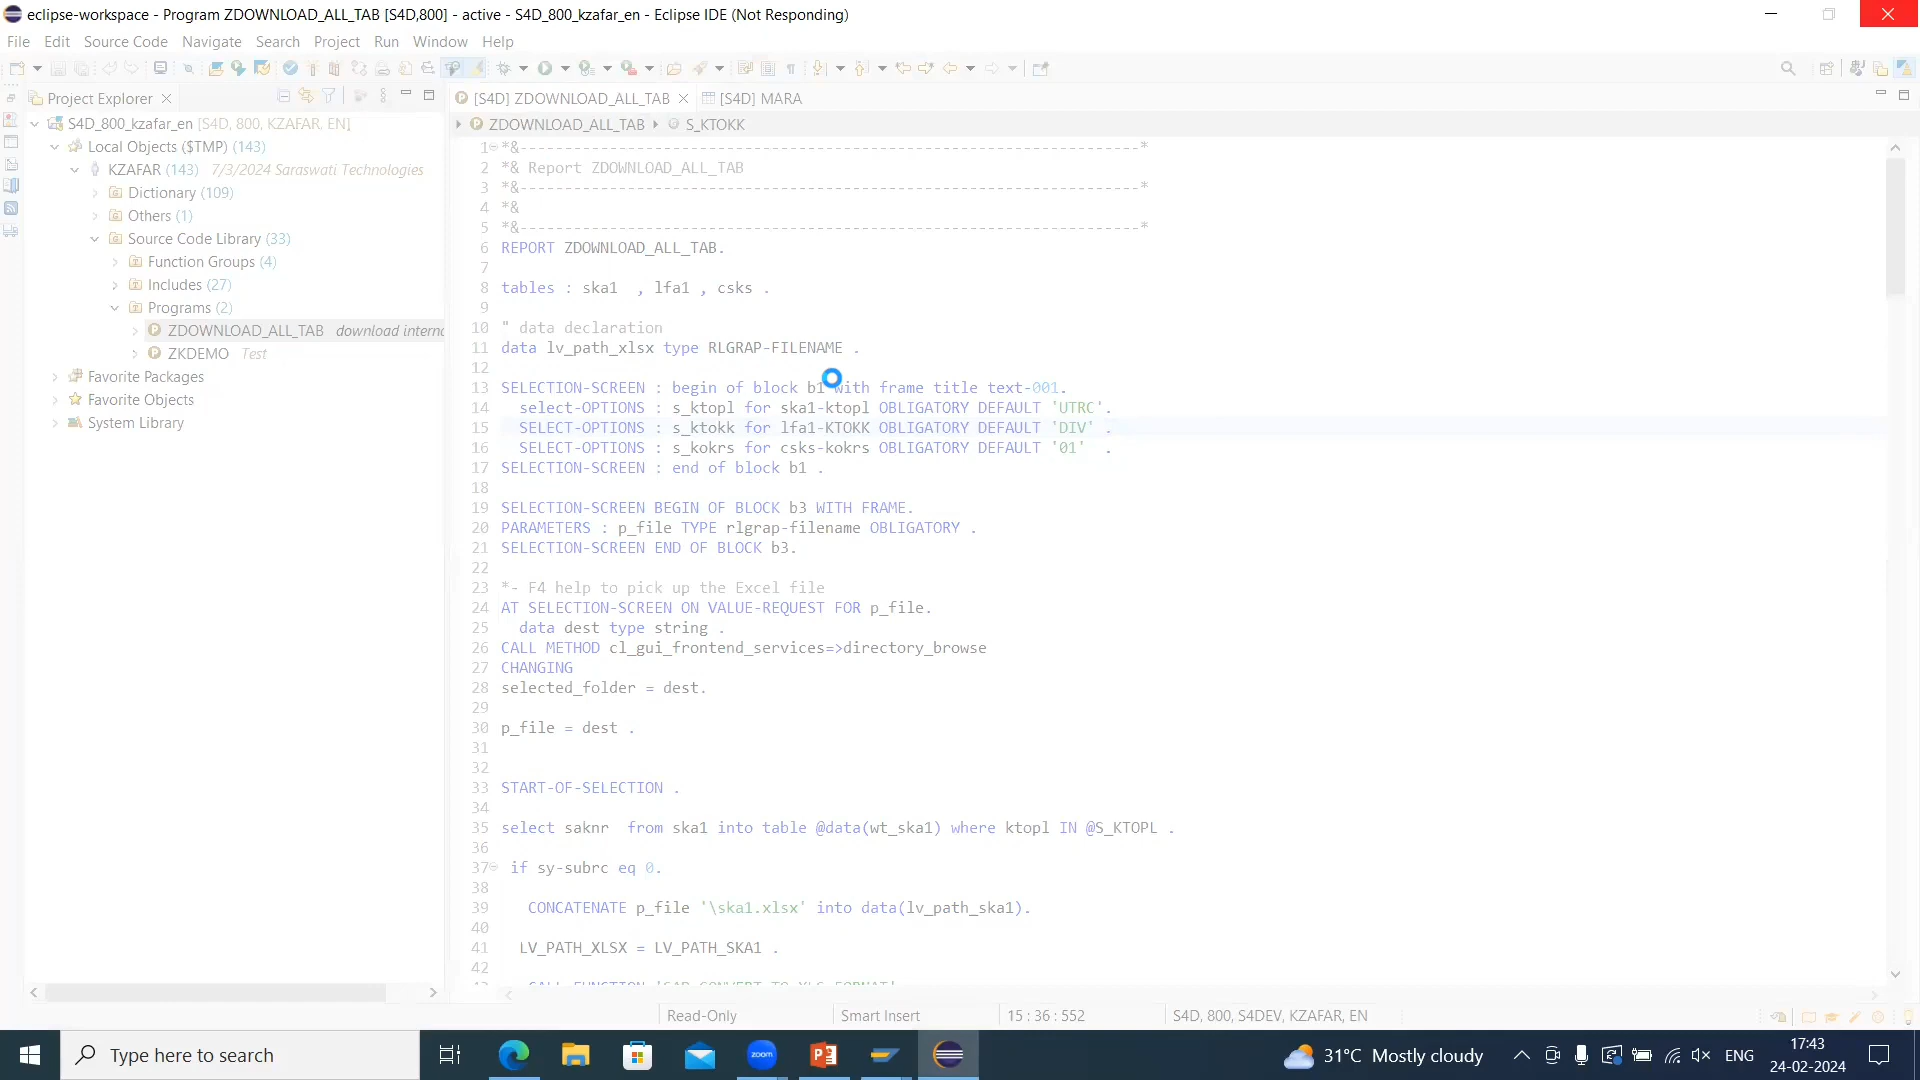 eclipse-workspace - Program ZDOWNLOAD_ALL_TAB [S4D,800] - active - S4D_800_kzafar_en - Eclipse IDE (Not Responding)
File Edit Source Code Navigate Search Project Run Window Help
Project Explorer
[S4D] ZDOWNLOAD_ALL_TAB
[S4D] MARA
ZDOWNLOAD_ALL_TAB
S_KTOKK
S4D_800_kzafar_en [S4D, 800, KZAFAR, EN]
Local Objects ($TMP) (143)
KZAFAR (143) 7/3/2024 Saraswati Technologies
Dictionary (109)
Others (1)
Source Code Library (33)
Function Groups (4)
Includes (27)
Programs (2)
ZDOWNLOAD_ALL_TAB download interna
ZKDEMO Test
Favorite Packages
Favorite Objects
System Library
1 *&---------------------------------------------------------------------*
2 *& Report ZDOWNLOAD_ALL_TAB
3 *&---------------------------------------------------------------------*
4 *&
5 *&---------------------------------------------------------------------*
6 REPORT ZDOWNLOAD_ALL_TAB.
7
8 tables : ska1  , lfa1 , csks .
9
10 " data declaration
11 data lv_path_xlsx type RLGRAP-FILENAME .
12
13 SELECTION-SCREEN : begin of block b1 with frame title text-001.
14   select-OPTIONS : s_ktopl for ska1-ktopl OBLIGATORY DEFAULT 'UTRC'.
15   SELECT-OPTIONS : s_ktokk for lfa1-KTOKK OBLIGATORY DEFAULT 'DIV' .
16   SELECT-OPTIONS : s_kokrs for csks-kokrs OBLIGATORY DEFAULT '01'  .
17 SELECTION-SCREEN : end of block b1 .
18
19 SELECTION-SCREEN BEGIN OF BLOCK b3 WITH FRAME.
20 PARAMETERS : p_file TYPE rlgrap-filename OBLIGATORY .
21 SELECTION-SCREEN END OF BLOCK b3.
22
23 *- F4 help to pick up the Excel file
24 AT SELECTION-SCREEN ON VALUE-REQUEST FOR p_file.
25   data dest type string .
26 CALL METHOD cl_gui_frontend_services=>directory_browse
27 CHANGING
28 selected_folder = dest.
29
30 p_file = dest .
31
32
33 START-OF-SELECTION .
34
35 select saknr  from ska1 into table @data(wt_ska1) where ktopl IN @S_KTOPL .
36
37  if sy-subrc eq 0.
38
39    CONCATENATE p_file '\ska1.xlsx' into data(lv_path_ska1).
40
41   LV_PATH_XLSX = LV_PATH_SKA1 .
42
43    CALL FUNCTION 'SAP_CONVERT_TO_XLS_FORMAT'
Read-Only
Smart Insert
15 : 36 : 552
S4D, 800, S4DEV, KZAFAR, EN
Type here to search
zoom
31°C Mostly cloudy
ENG
17:43
24-02-2024